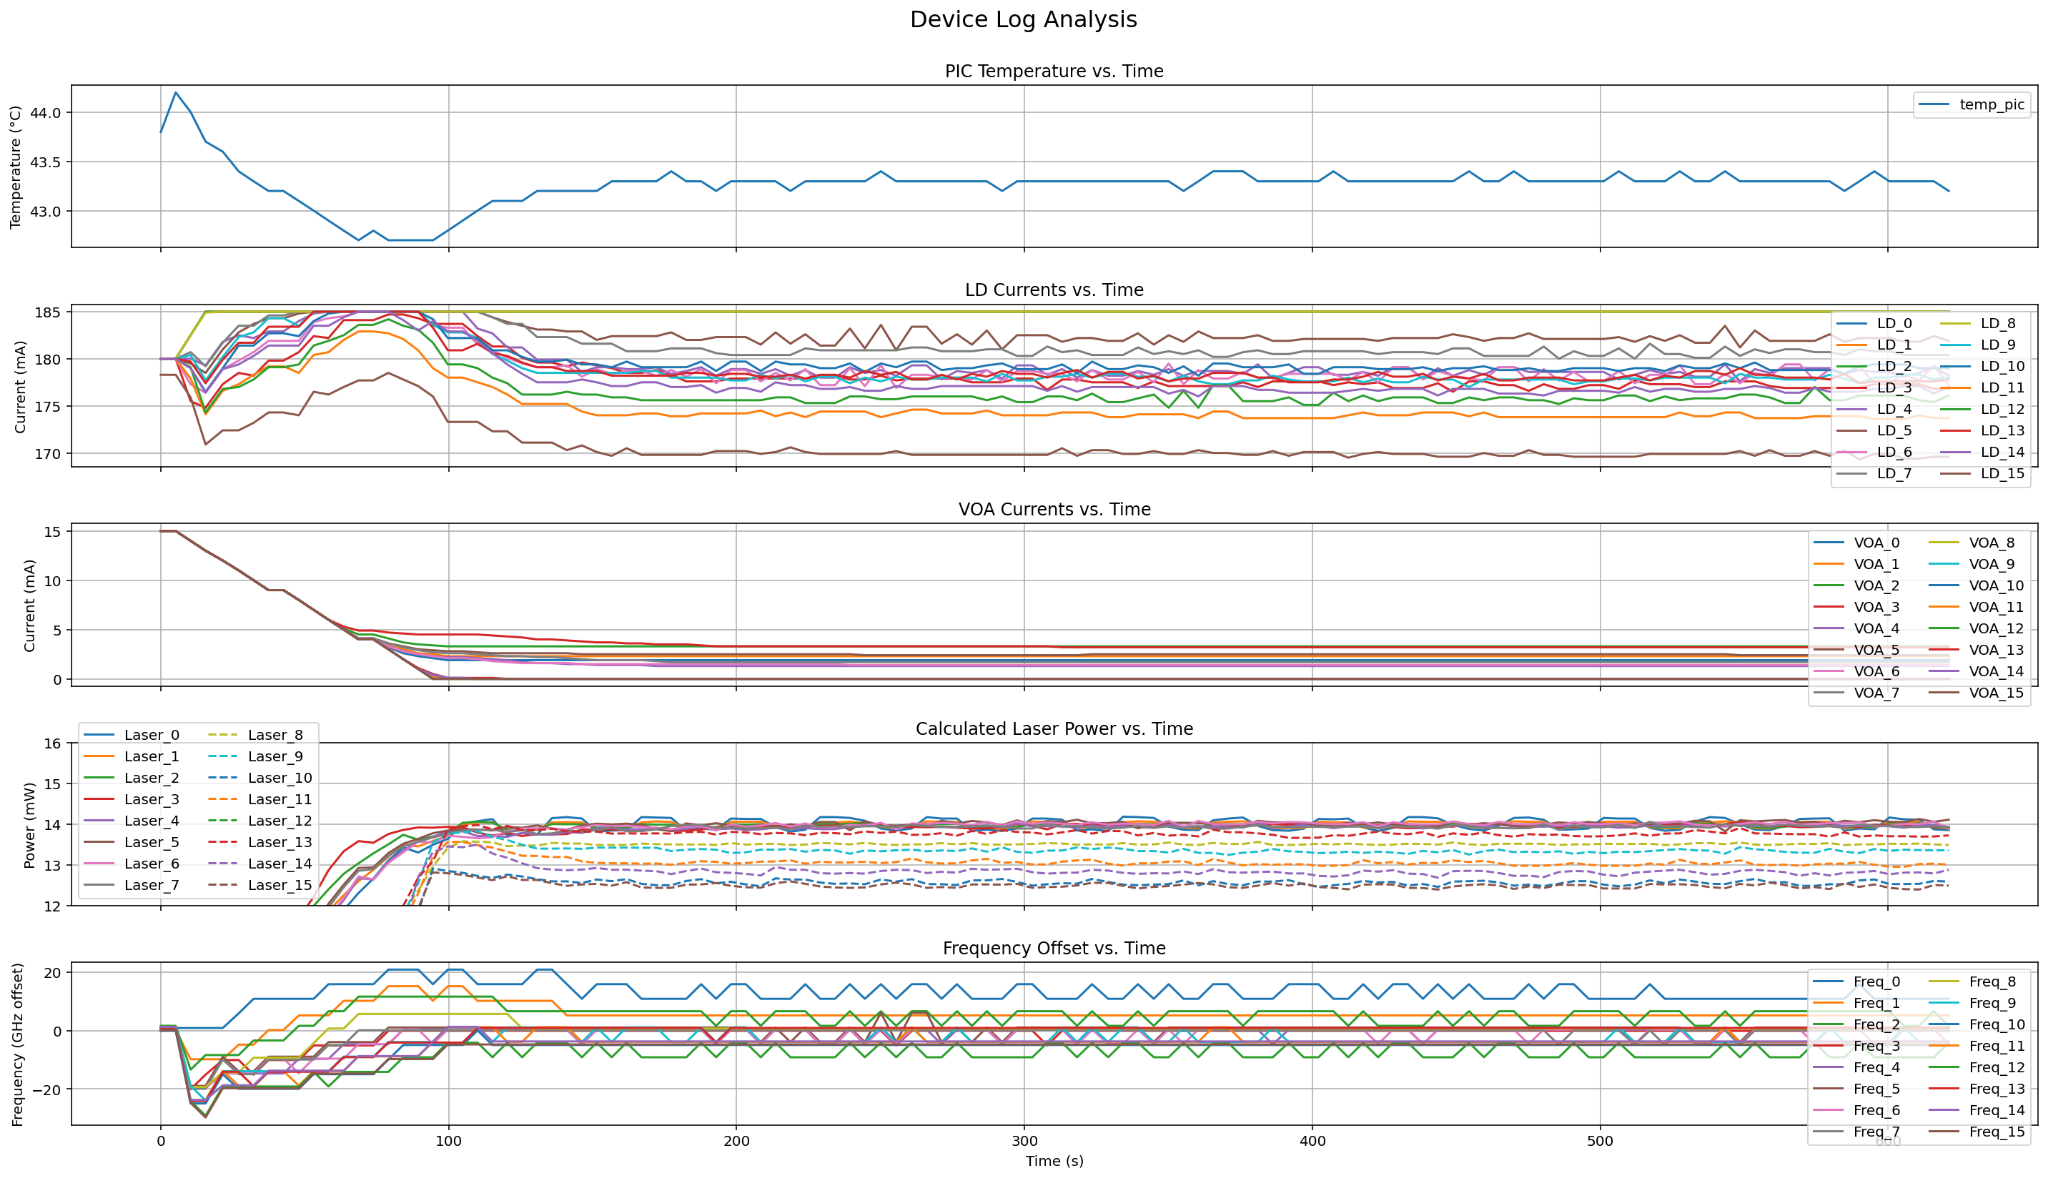 Device Log Analysis
PIC Temperature vs. Time
Temperature (°C)
44.0
43.5
43.0
temp_pic
LD Currents vs. Time
Current (mA)
185
180
175
170
LD_0 LD_8
LD_1 LD_9
LD_2 LD_10
LD_3 LD_11
LD_4 LD_12
LD_5 LD_13
LD_6 LD_14
LD_7 LD_15
VOA Currents vs. Time
Current (mA)
15
10
5
0
VOA_0 VOA_8
VOA_1 VOA_9
VOA_2 VOA_10
VOA_3 VOA_11
VOA_4 VOA_12
VOA_5 VOA_13
VOA_6 VOA_14
VOA_7 VOA_15
Calculated Laser Power vs. Time
Power (mW)
16
15
14
13
12
Laser_0 Laser_8
Laser_1 Laser_9
Laser_2 Laser_10
Laser_3 Laser_11
Laser_4 Laser_12
Laser_5 Laser_13
Laser_6 Laser_14
Laser_7 Laser_15
Frequency Offset vs. Time
Frequency (GHz offset)
20
0
−20
Freq_0 Freq_8
Freq_1 Freq_9
Freq_2 Freq_10
Freq_3 Freq_11
Freq_4 Freq_12
Freq_5 Freq_13
Freq_6 Freq_14
Freq_7 Freq_15
0 100 200 300 400 500 600
Time (s)